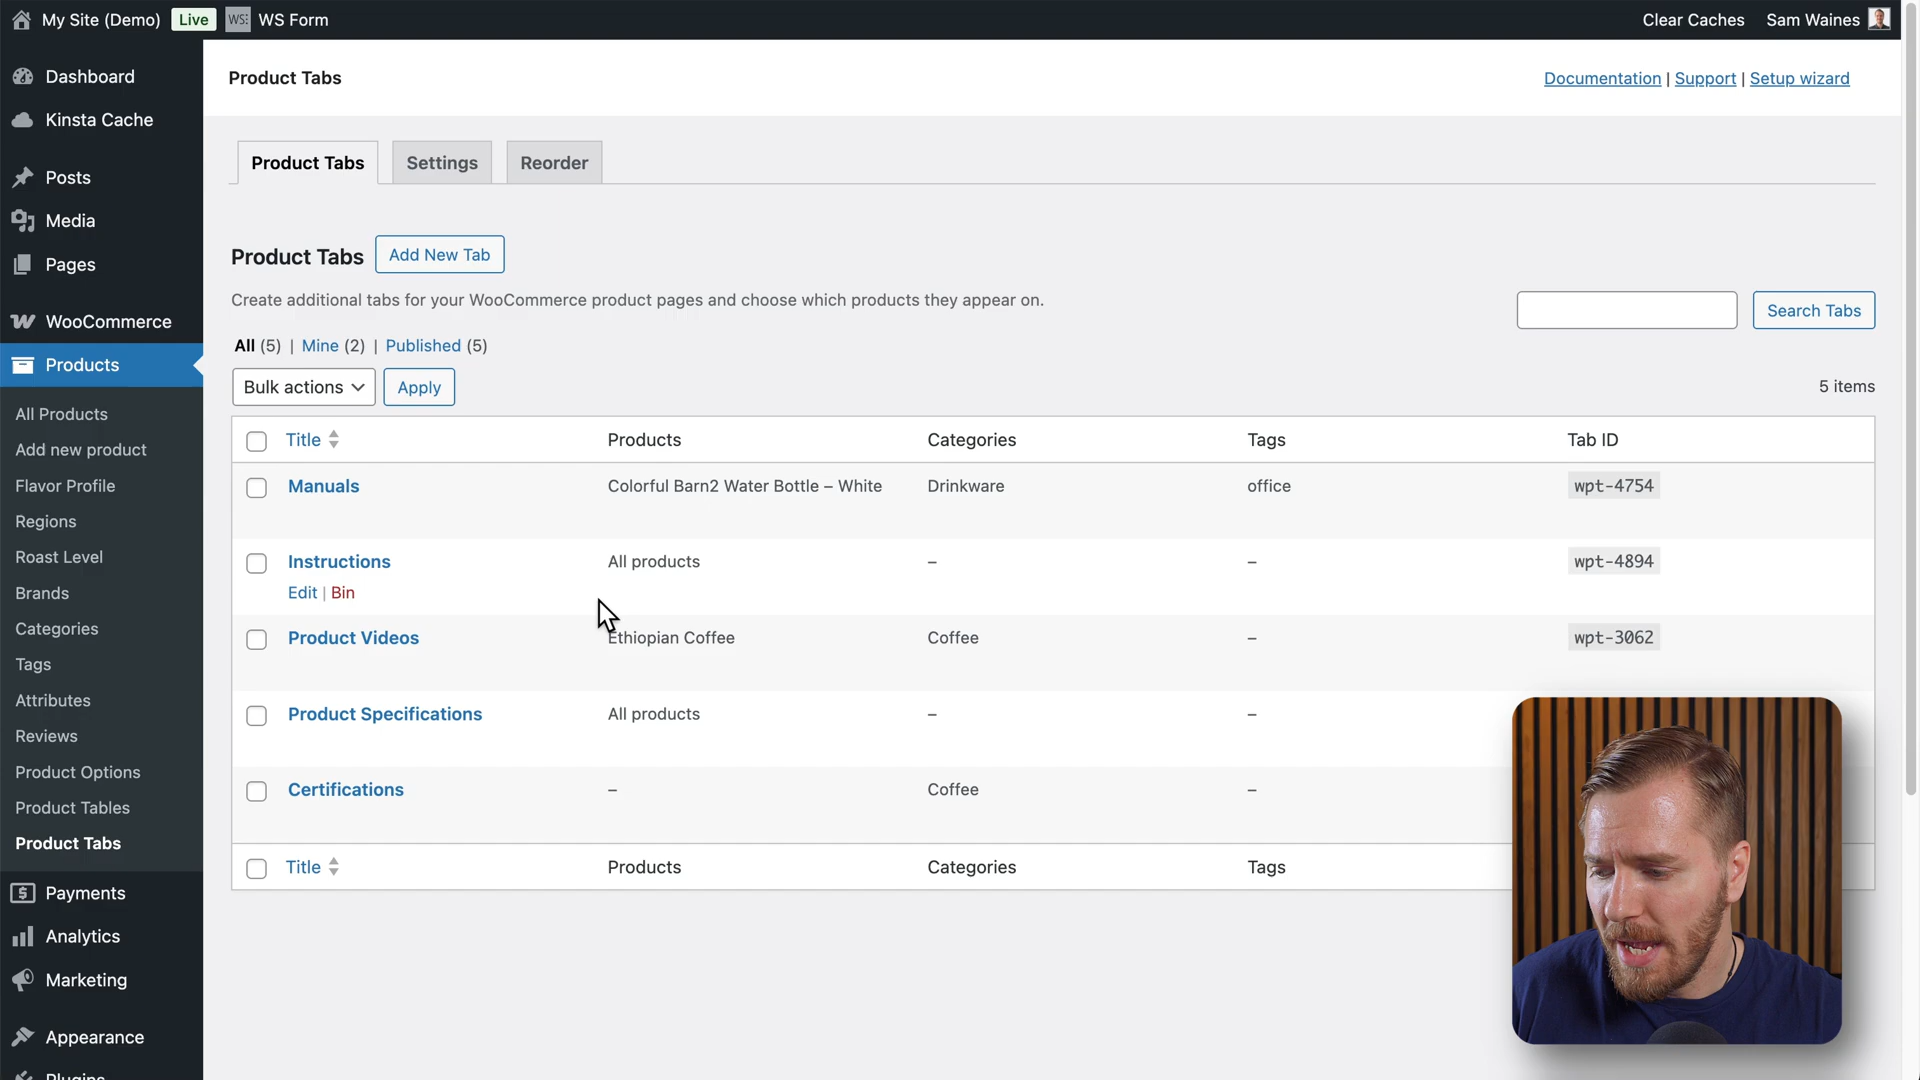 My Site (Demo) Live WS WS Form Clear Caches Sam Waines
Dashboard
Kinsta Cache
Posts
Media
Pages
WooCommerce
Products
All Products
Add new product
Flavor Profile
Regions
Roast Level
Brands
Categories
Tags
Attributes
Reviews
Product Options
Product Tables
Product Tabs
Payments
Analytics
Marketing
Appearance
Plugins
Product Tabs Documentation | Support | Setup wizard
Product Tabs Settings Reorder
Product Tabs Add New Tab
Create additional tabs for your WooCommerce product pages and choose which products they appear on.
Search Tabs
All (5) | Mine (2) | Published (5)
Bulk actions Apply 5 items
Title Products Categories Tags Tab ID
Manuals Colorful Barn2 Water Bottle – White Drinkware office wpt-4754
Instructions All products – – wpt-4894
Edit | Bin
Product Videos Ethiopian Coffee Coffee – wpt-3062
Product Specifications All products – –
Certifications – Coffee –
Title Products Categories Tags